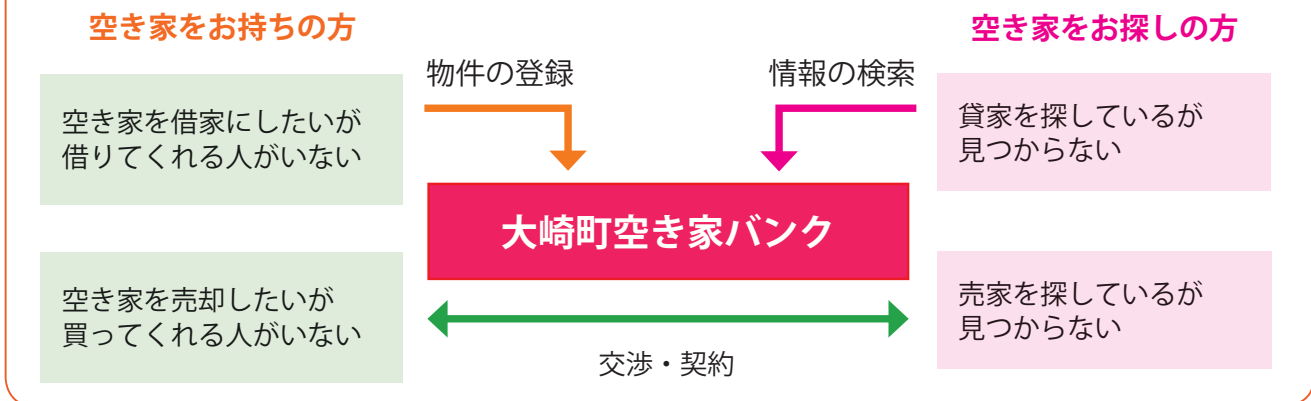 空き家をお持ちの方
空き家を借家にしたいが
借りてくれる人がいない
空き家を売却したいが
買ってくれる人がいない
物件の登録
情報の検索
大崎町空き家バンク
交渉・契約
空き家をお探しの方
貸家を探しているが
見つからない
売家を探しているが
見つからない